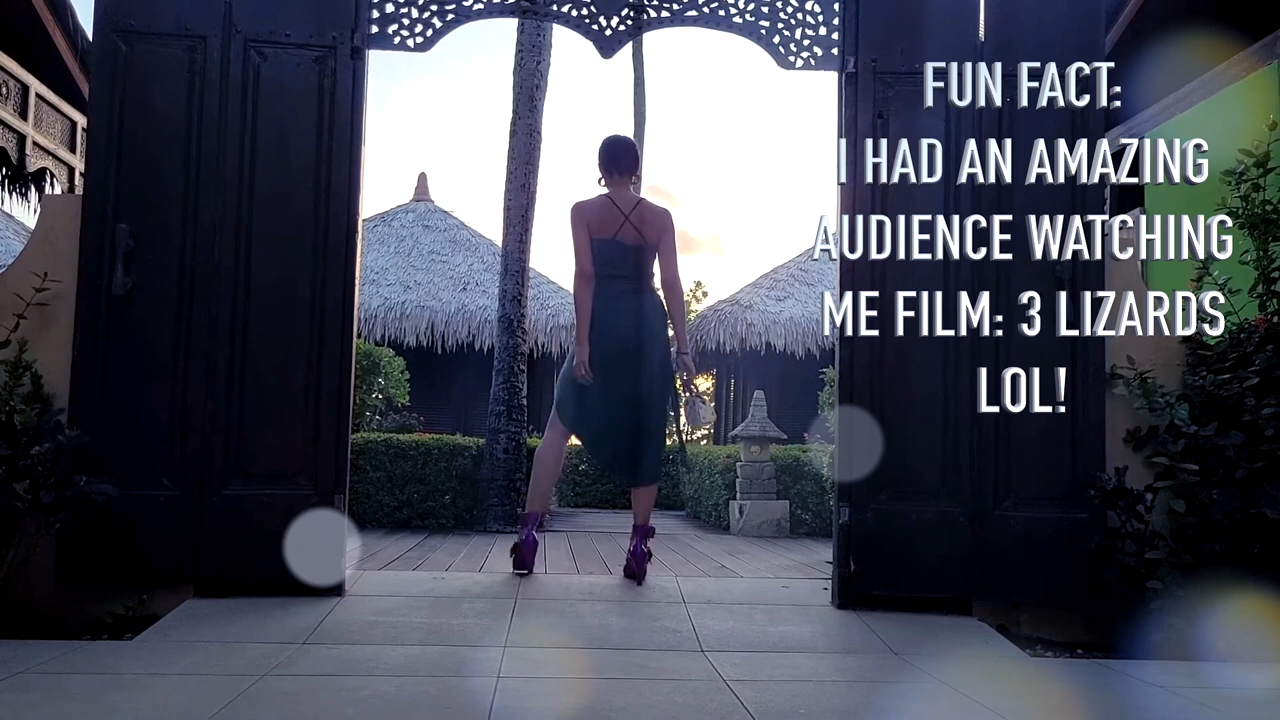 FUN FACT:
I HAD AN AMAZING
AUDIENCE WATCHING
ME FILM: 3 LIZARDS
LOL!